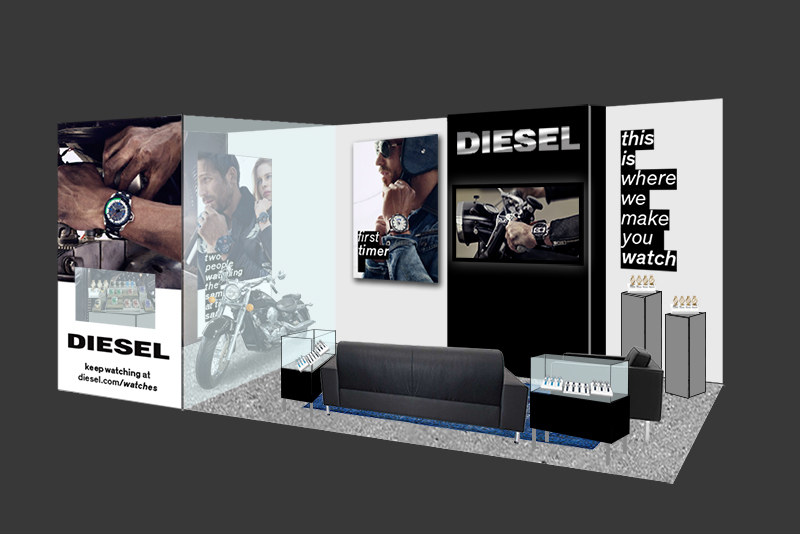 DIESEL
keep watching at
diesel.com/watches
two
people
watching
the
first
timer
DIESEL
this
is
where
we
make
you
watch